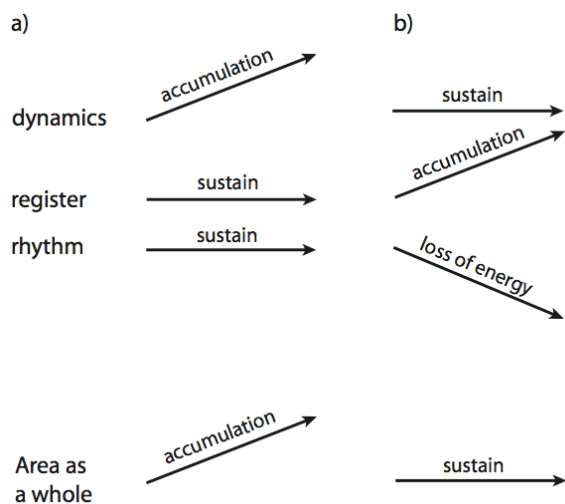 a)
b)
dynamics
accumulation
sustain
register
sustain
accumulation
rhythm
sustain
loss of energy
Area as
a whole
accumulation
sustain